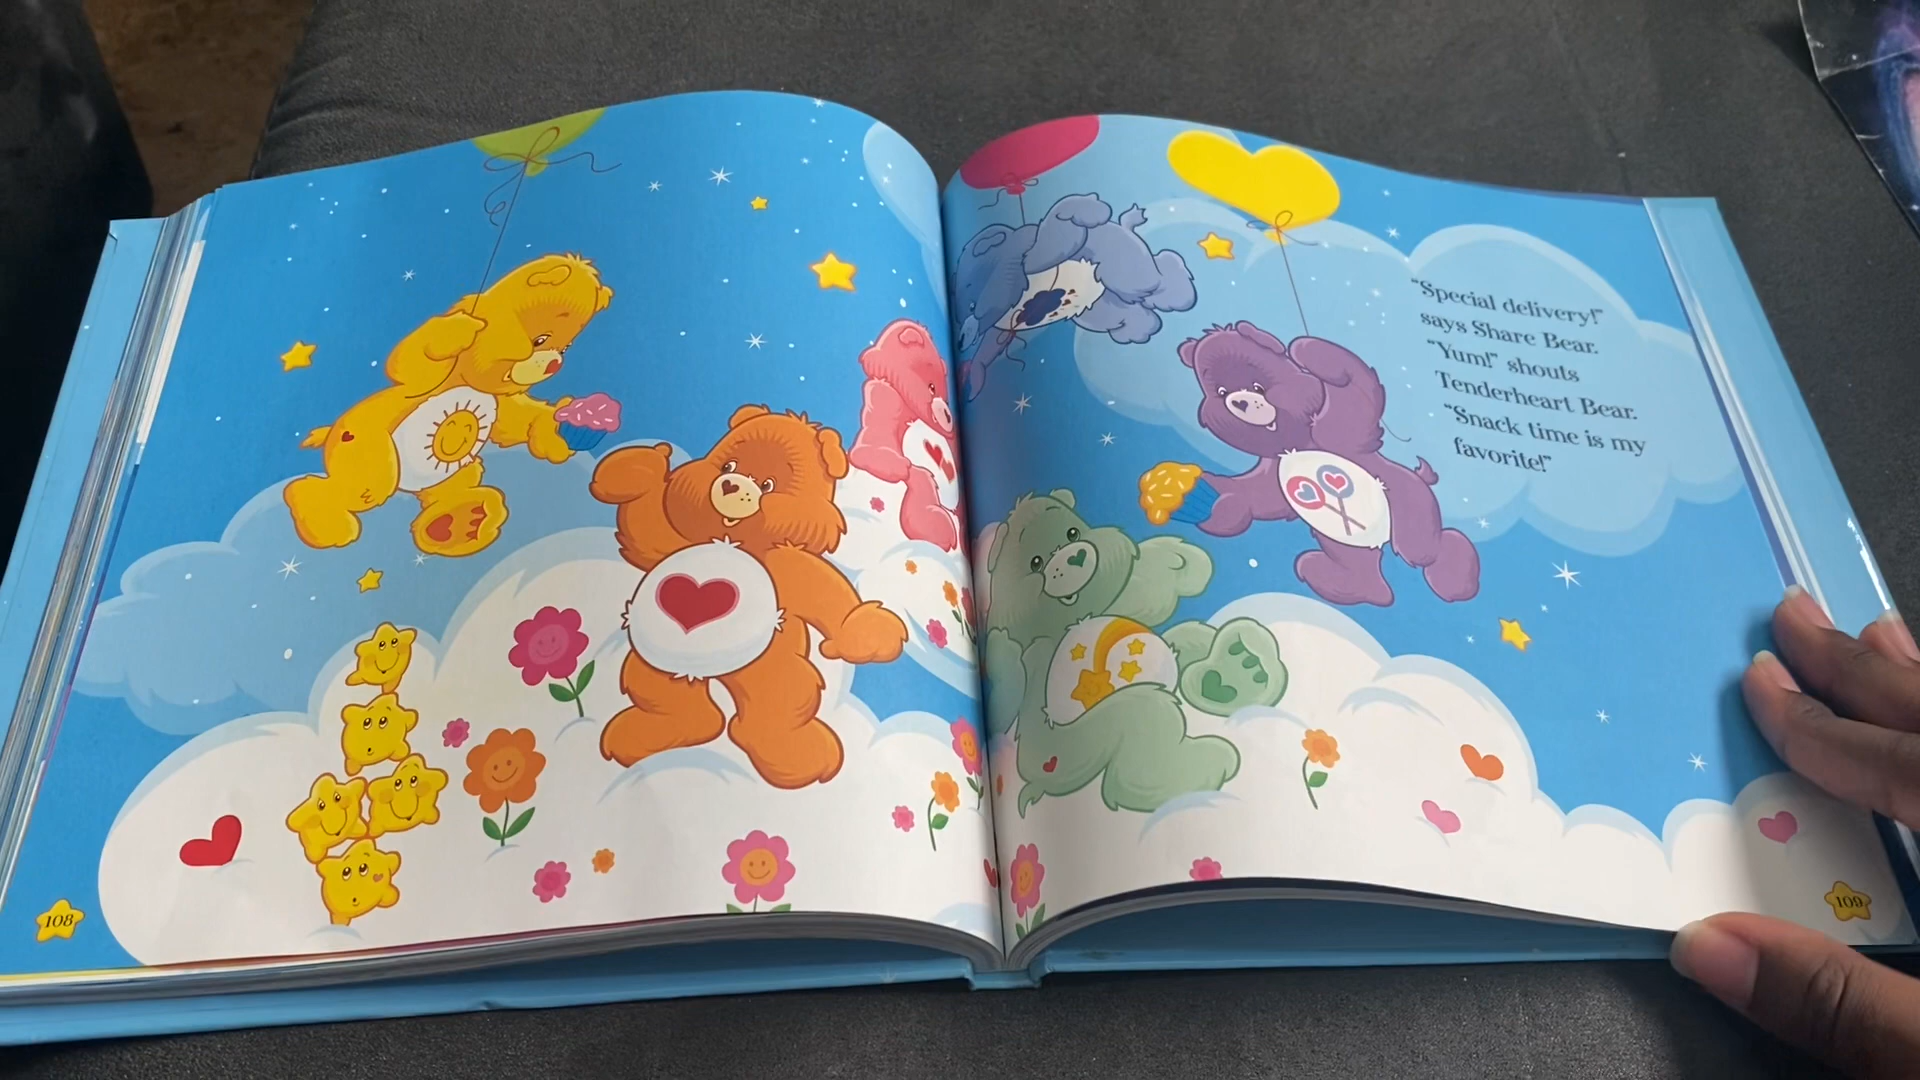 “Special delivery!”
says Share Bear.
“Yum!” shouts
Tenderheart Bear.
“Snack time is my
favorite!”
108
109